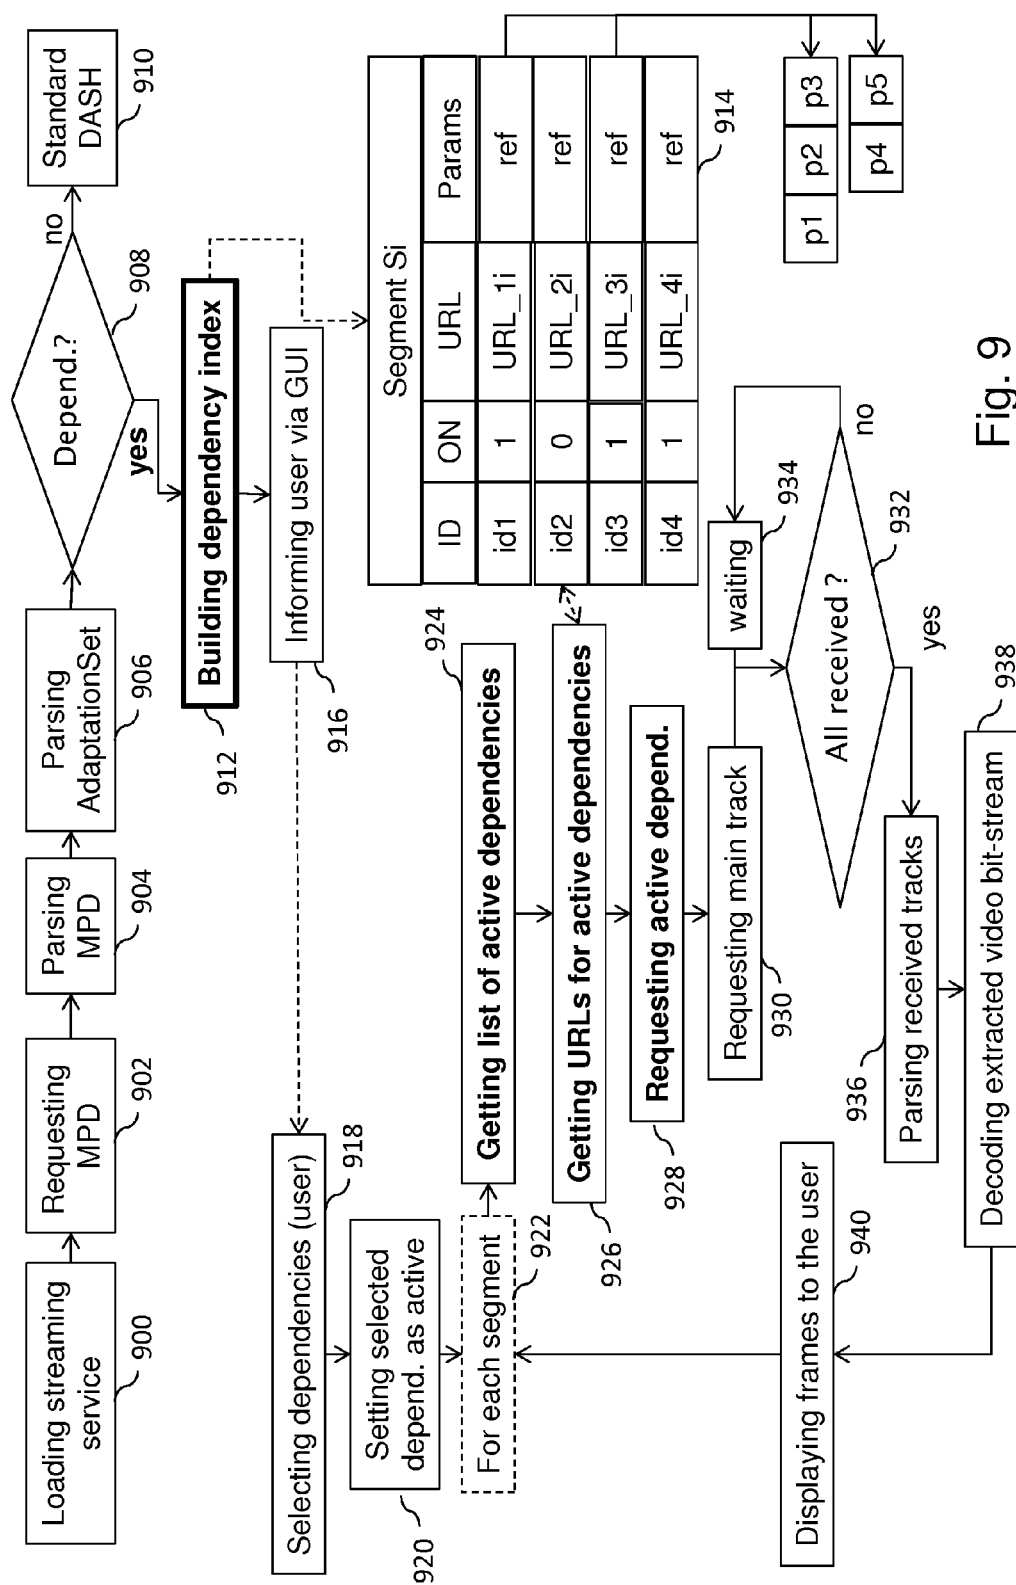 Loading streaming
service
900
Requesting
MPD
902
Parsing
MPD
904
Parsing
AdaptationSet
906
Depend.?
908
no
Standard
DASH
910
yes
Building dependency index
912
Informing user via GUI
916
Selecting dependencies (user)
918
Setting selected
depend. as active
920
For each segment
922
Getting list of active dependencies
924
Getting URLs for active dependencies
926
Requesting active depend.
928
Requesting main track
930
waiting
934
All received ?
932
no
yes
Parsing received tracks
936
Decoding extracted video bit-stream
938
Displaying frames to the user
940
Segment Si
ID ON URL Params
id1 1 URL_1i ref
id2 0 URL_2i ref
id3 1 URL_3i ref
id4 1 URL_4i ref
914
p1 p2 p3
p4 p5
Fig. 9